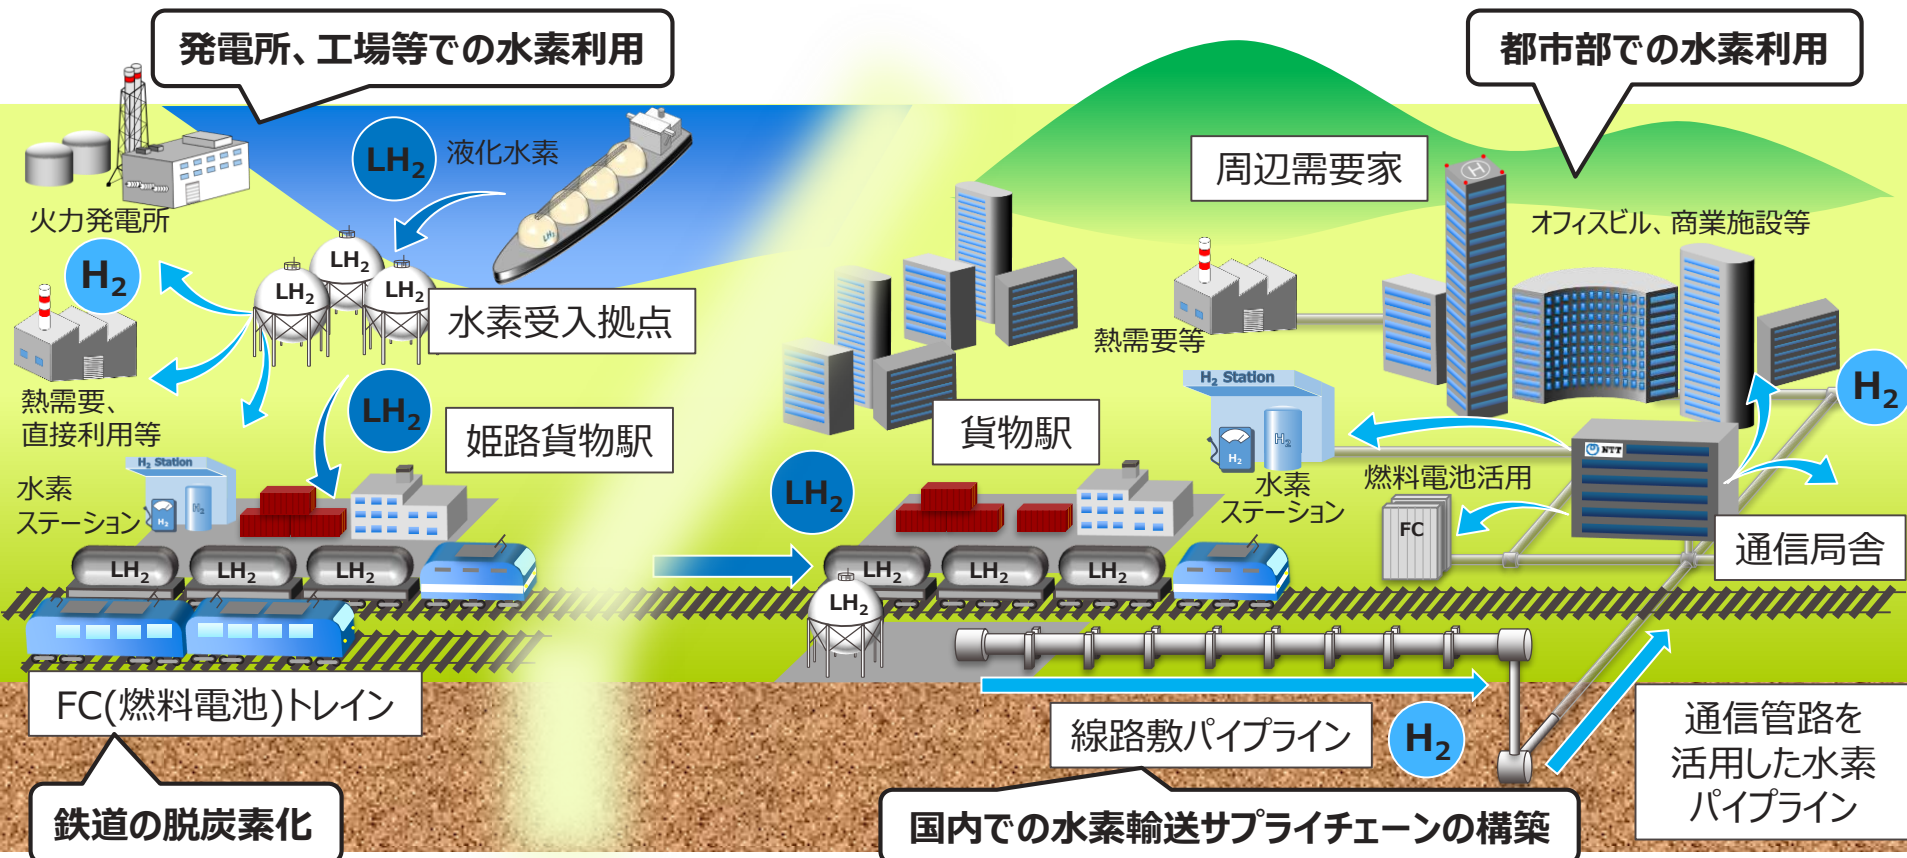 発電所、工場等での水素利用
都市部での水素利用
LH₂
液化水素
周辺需要家
火力発電所
オフィスビル、商業施設等
H₂
LH₂
LH₂
LH₂
LH₂
水素受入拠点
熱需要等
熱需要、
直接利用等
LH₂
姫路貨物駅
貨物駅
H₂ Station
H₂
H₂
H₂
NTT
H₂ Station
H₂
H₂
水素
ステーション
LH₂
水素
ステーション
燃料電池活用
FC
通信局舎
LH₂
LH₂
LH₂
LH₂
LH₂
LH₂
LH₂
FC(燃料電池)トレイン
線路敷パイプライン
H₂
通信管路を
活用した水素
パイプライン
鉄道の脱炭素化
国内での水素輸送サプライチェーンの構築